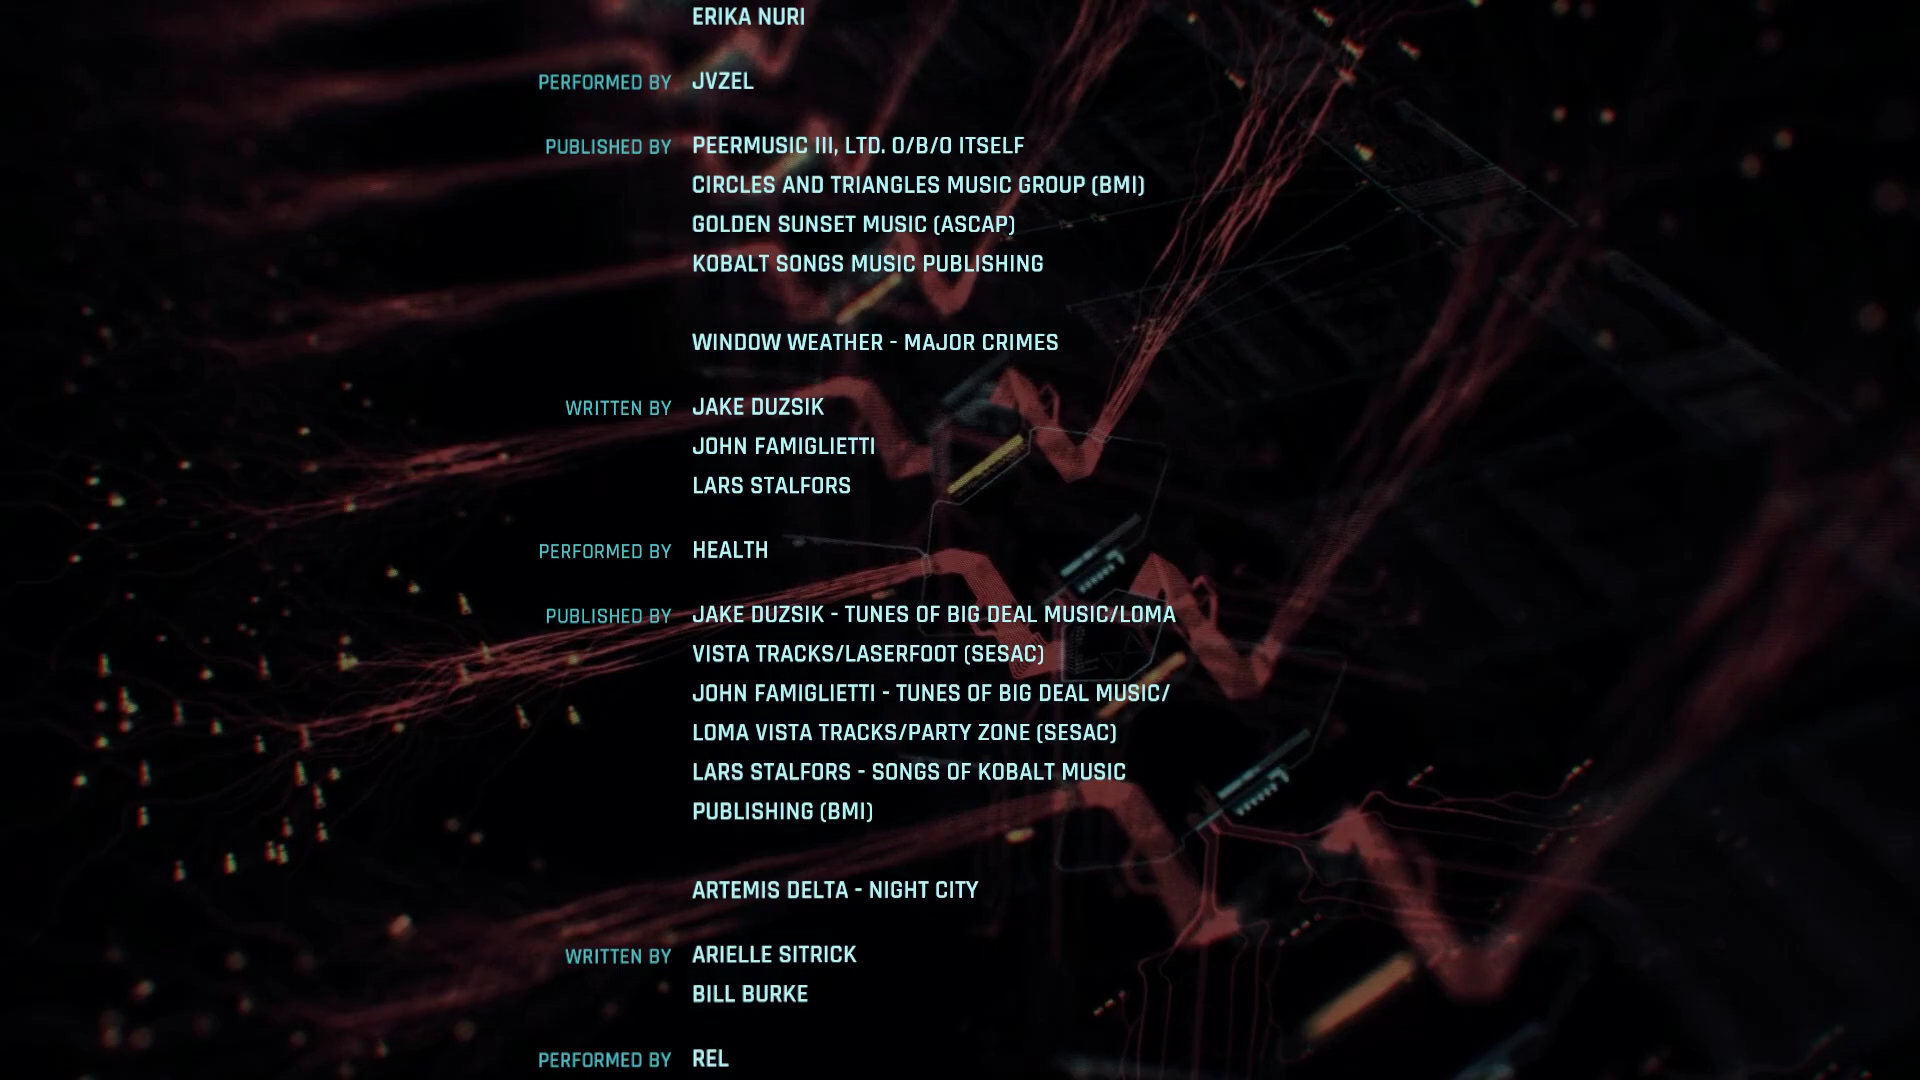 ERIKA NURI
PERFORMED BY JVZEL
PUBLISHED BY PEERMUSIC III, LTD. O/B/O ITSELF
CIRCLES AND TRIANGLES MUSIC GROUP (BMI)
GOLDEN SUNSET MUSIC (ASCAP)
KOBALT SONGS MUSIC PUBLISHING
WINDOW WEATHER - MAJOR CRIMES
WRITTEN BY JAKE DUZSIK
JOHN FAMIGLIETTI
LARS STALFORS
PERFORMED BY HEALTH
PUBLISHED BY JAKE DUZSIK - TUNES OF BIG DEAL MUSIC/LOMA
VISTA TRACKS/LASERFOOT (SESAC)
JOHN FAMIGLIETTI - TUNES OF BIG DEAL MUSIC/
LOMA VISTA TRACKS/PARTY ZONE (SESAC)
LARS STALFORS - SONGS OF KOBALT MUSIC
PUBLISHING (BMI)
ARTEMIS DELTA - NIGHT CITY
WRITTEN BY ARIELLE SITRICK
BILL BURKE
PERFORMED BY REL